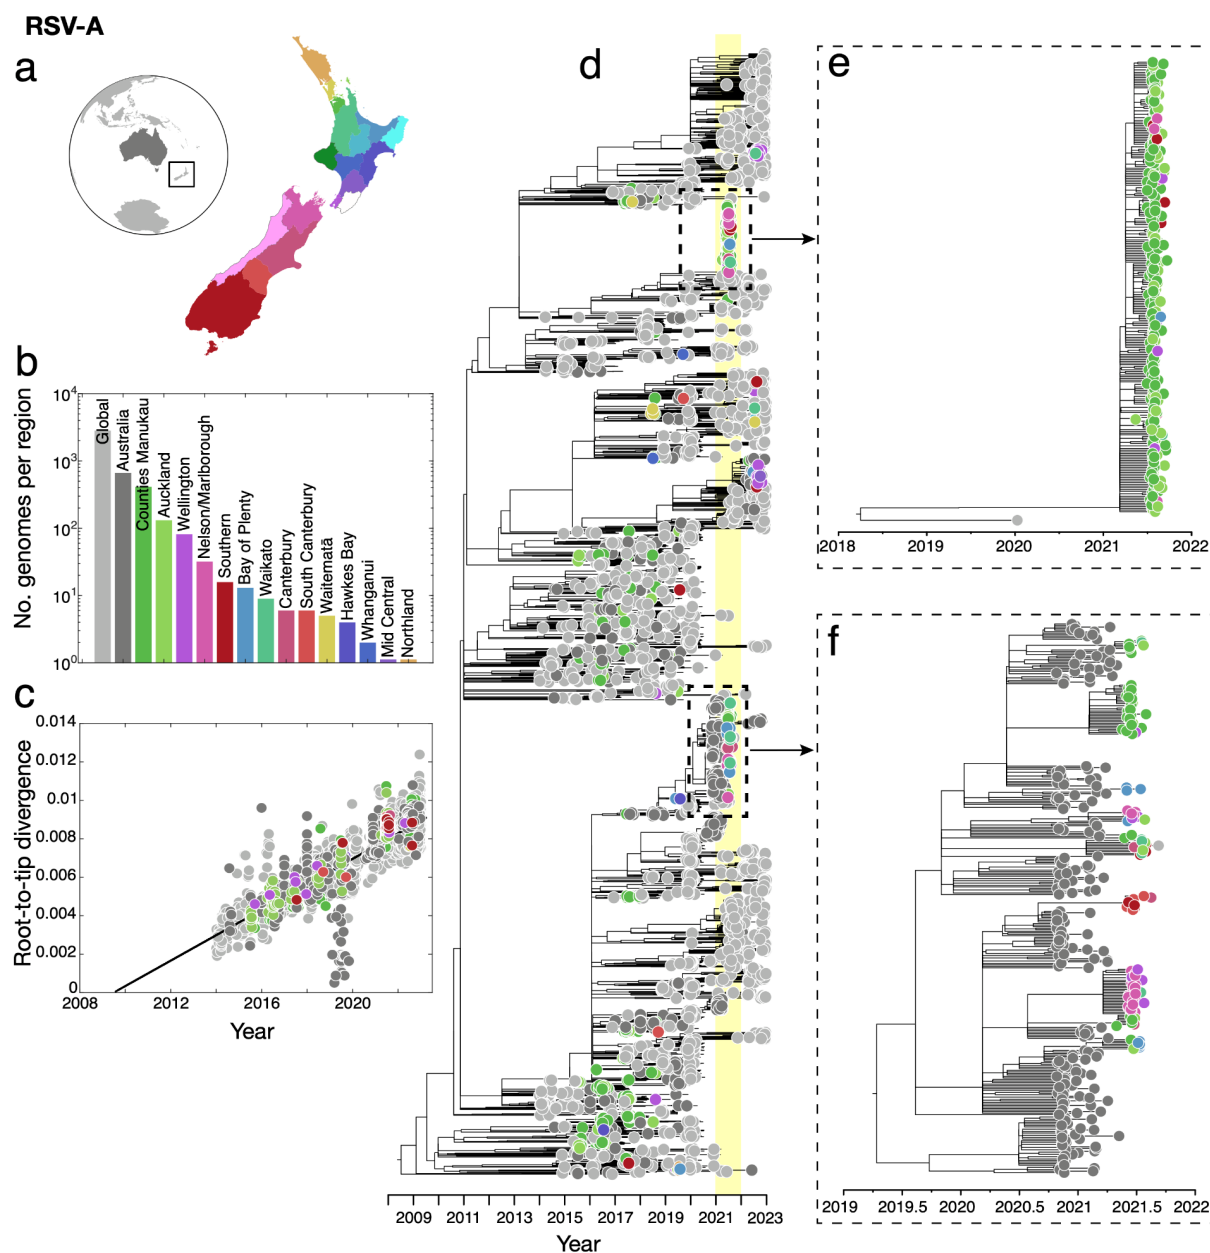 RSV-A
a
b
No. genomes per region
10^4
10^3
10^2
10^1
10^0
Global
Australia
Counties Manukau
Auckland
Wellington
Nelson/Marlborough
Southern
Bay of Plenty
Waikato
Canterbury
South Canterbury
Waitematā
Hawkes Bay
Whanganui
Mid Central
Northland
c
Root-to-tip divergence
0.014
0.012
0.01
0.008
0.006
0.004
0.002
0
2008 2012 2016 2020
Year
d
2009 2011 2013 2015 2017 2019 2021 2023
Year
e
2018 2019 2020 2021 2022
f
2019 2019.5 2020 2020.5 2021 2021.5 2022